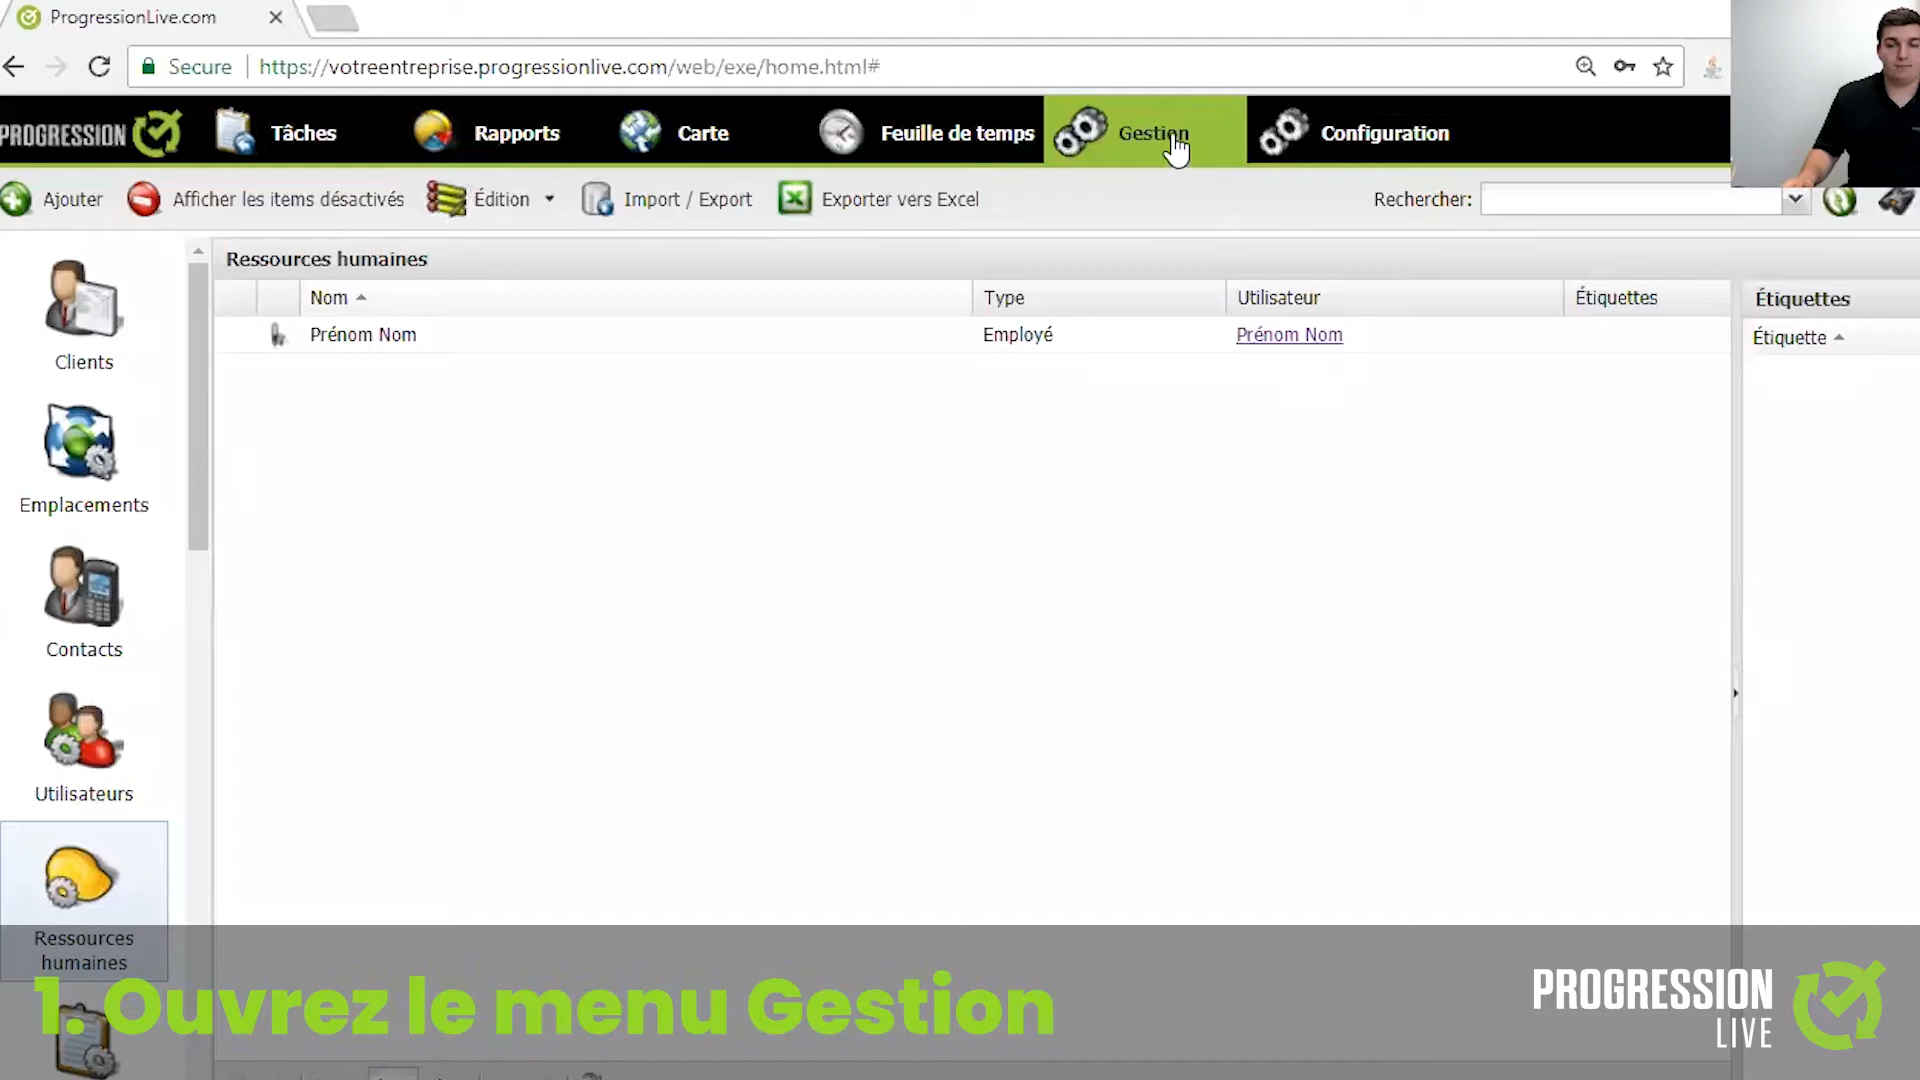 ProgressionLive.com
Secure
https://votreentreprise.progressionlive.com/web/exe/home.html#
PROGRESSION
Tâches
Rapports
Carte
Feuille de temps
Gestion
Configuration
Ajouter
Afficher les items désactivés
Édition
Import / Export
Exporter vers Excel
Rechercher:
Clients
Emplacements
Contacts
Utilisateurs
Ressources
humaines
Ressources humaines
Nom
Type
Utilisateur
Étiquettes
Prénom Nom
Employé
Prénom Nom
Étiquettes
Étiquette
1. Ouvrez le menu Gestion
PROGRESSION
LIVE